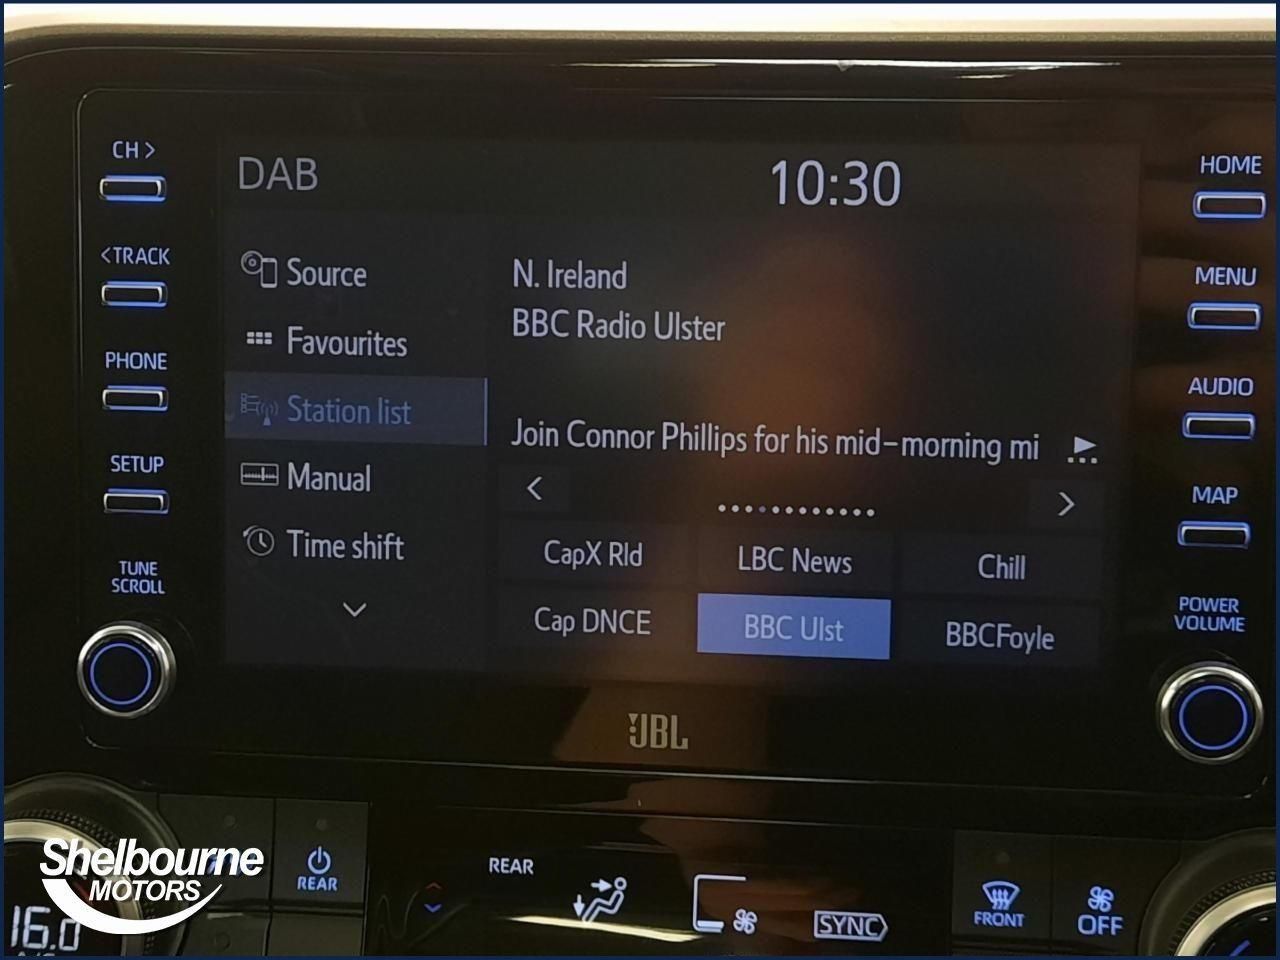 CH >
<TRACK
PHONE
SETUP
TUNE
SCROLL
DAB
10:30
Source
Favourites
Station list
Manual
Time shift
N. Ireland
BBC Radio Ulster
Join Connor Phillips for his mid-morning mi
CapX Rld
LBC News
Chill
Cap DNCE
BBC Ulst
BBCFoyle
HOME
MENU
AUDIO
MAP
POWER
VOLUME
JBL
Shelbourne
MOTORS
16.0
REAR
REAR
SYNC
FRONT
OFF